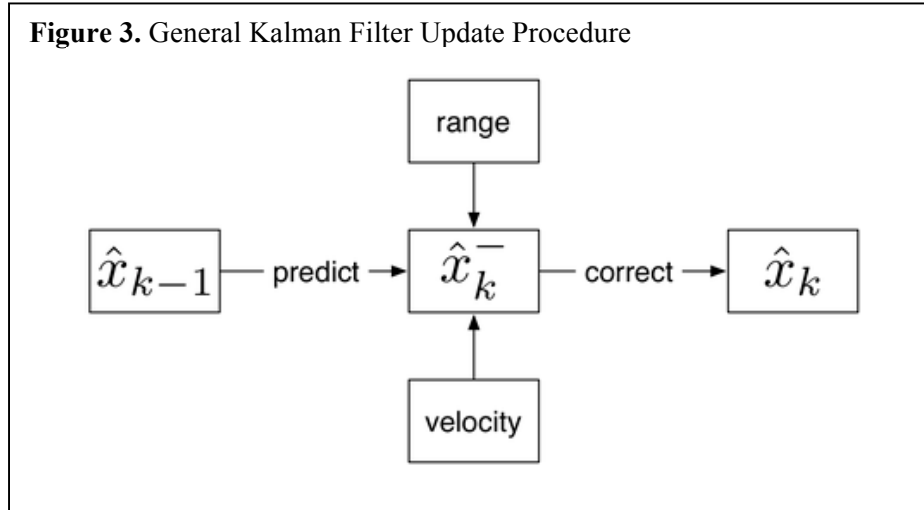 Figure 3. General Kalman Filter Update Procedure
range
x̂ₖ₋₁ predict x̂ₖ⁻ correct x̂ₖ
velocity